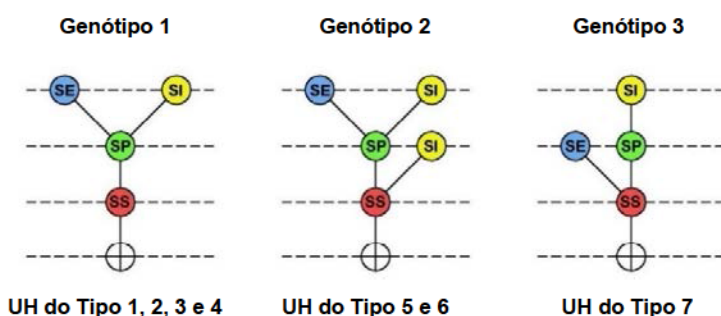 Genótipo 1 Genótipo 2 Genótipo 3
SE SI SE SI SI
SP SP SI SE SP
SS SS SS
UH do Tipo 1, 2, 3 e 4 UH do Tipo 5 e 6 UH do Tipo 7